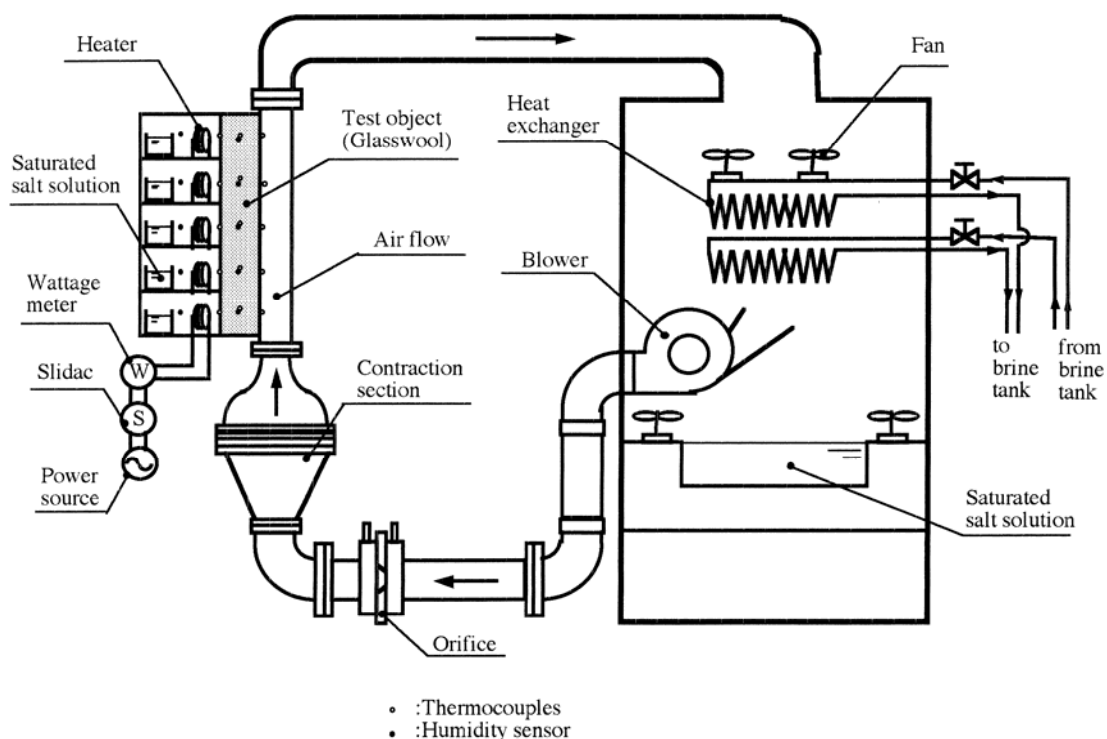 Heater
Saturated
salt solution
Wattage
meter
W
Slidac
S
Power
source
Test object
(Glasswool)
Air flow
Contraction
section
Orifice
Heat
exchanger
Blower
Fan
to
brine
tank
from
brine
tank
Saturated
salt solution
:Thermocouples
:Humidity sensor